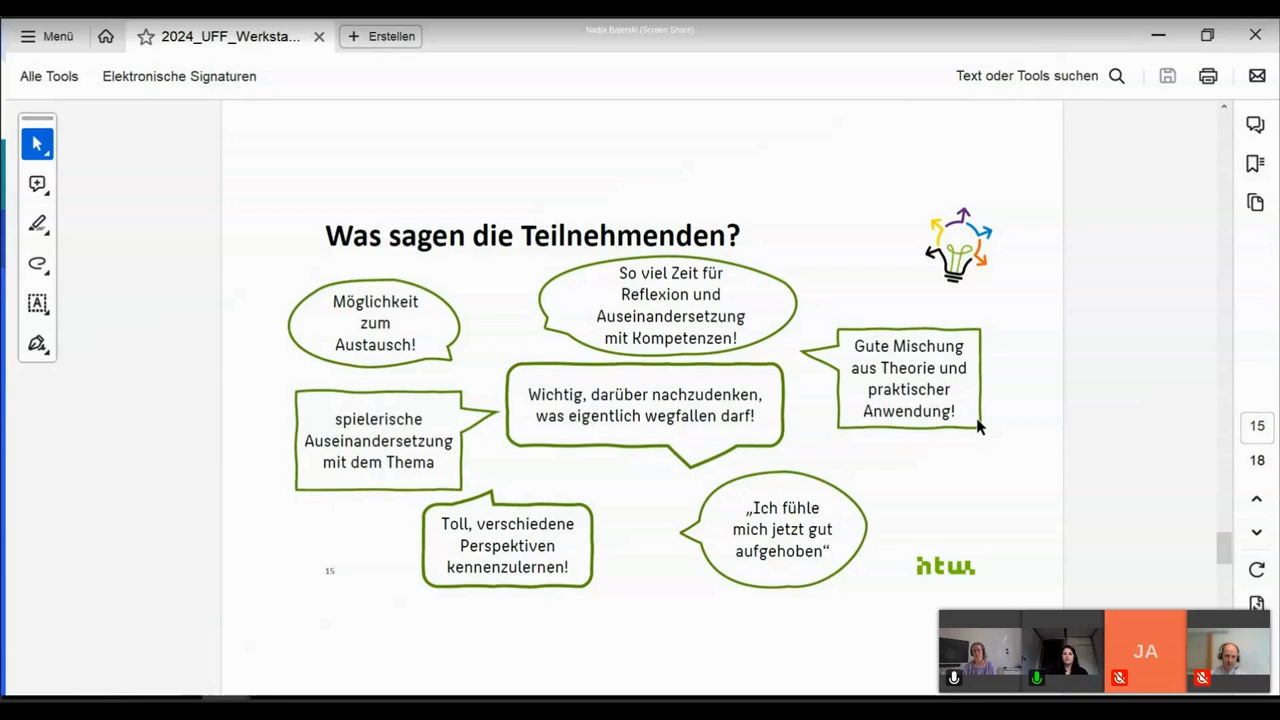 Nadja Bajerski (Screen Share)
Menü
2024_UFF_Werksta...
Erstellen
Alle Tools
Elektronische Signaturen
Text oder Tools suchen
Was sagen die Teilnehmenden?
Möglichkeit
zum
Austausch!
So viel Zeit für
Reflexion und
Auseinandersetzung
mit Kompetenzen!
Gute Mischung
aus Theorie und
praktischer
Anwendung!
spielerische
Auseinandersetzung
mit dem Thema
Wichtig, darüber nachzudenken,
was eigentlich wegfallen darf!
Toll, verschiedene
Perspektiven
kennenzulernen!
„Ich fühle
mich jetzt gut
aufgehoben“
15
htw
15
18
JA